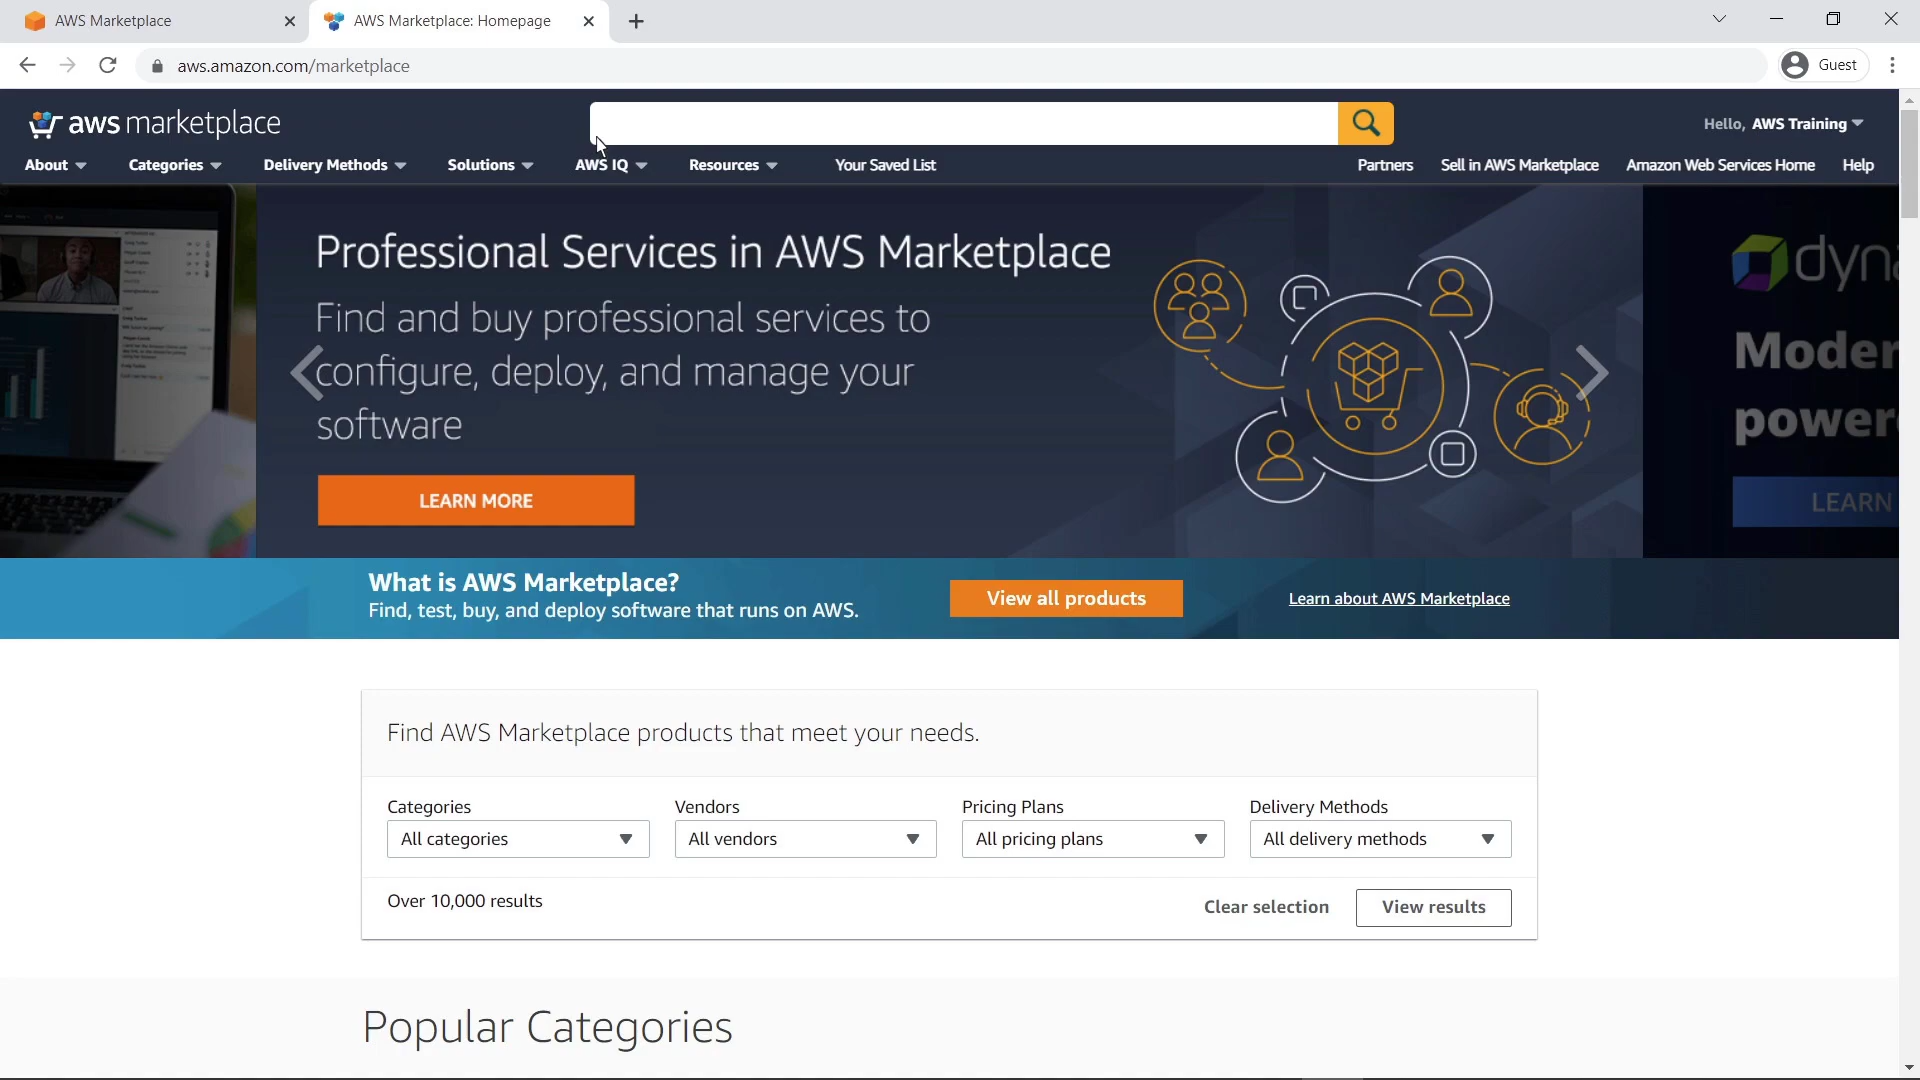 AWS Marketplace
AWS Marketplace: Homepage
aws.amazon.com/marketplace
Guest
aws marketplace
Hello, AWS Training
About
Categories
Delivery Methods
Solutions
AWS IQ
Resources
Your Saved List
Partners
Sell in AWS Marketplace
Amazon Web Services Home
Help
Professional Services in AWS Marketplace
Find and buy professional services to
configure, deploy, and manage your
software
LEARN MORE
dyna
Moder
power
LEARN
What is AWS Marketplace?
Find, test, buy, and deploy software that runs on AWS.
View all products
Learn about AWS Marketplace
Find AWS Marketplace products that meet your needs.
Categories
Vendors
Pricing Plans
Delivery Methods
All categories
All vendors
All pricing plans
All delivery methods
Over 10,000 results
Clear selection
View results
Popular Categories